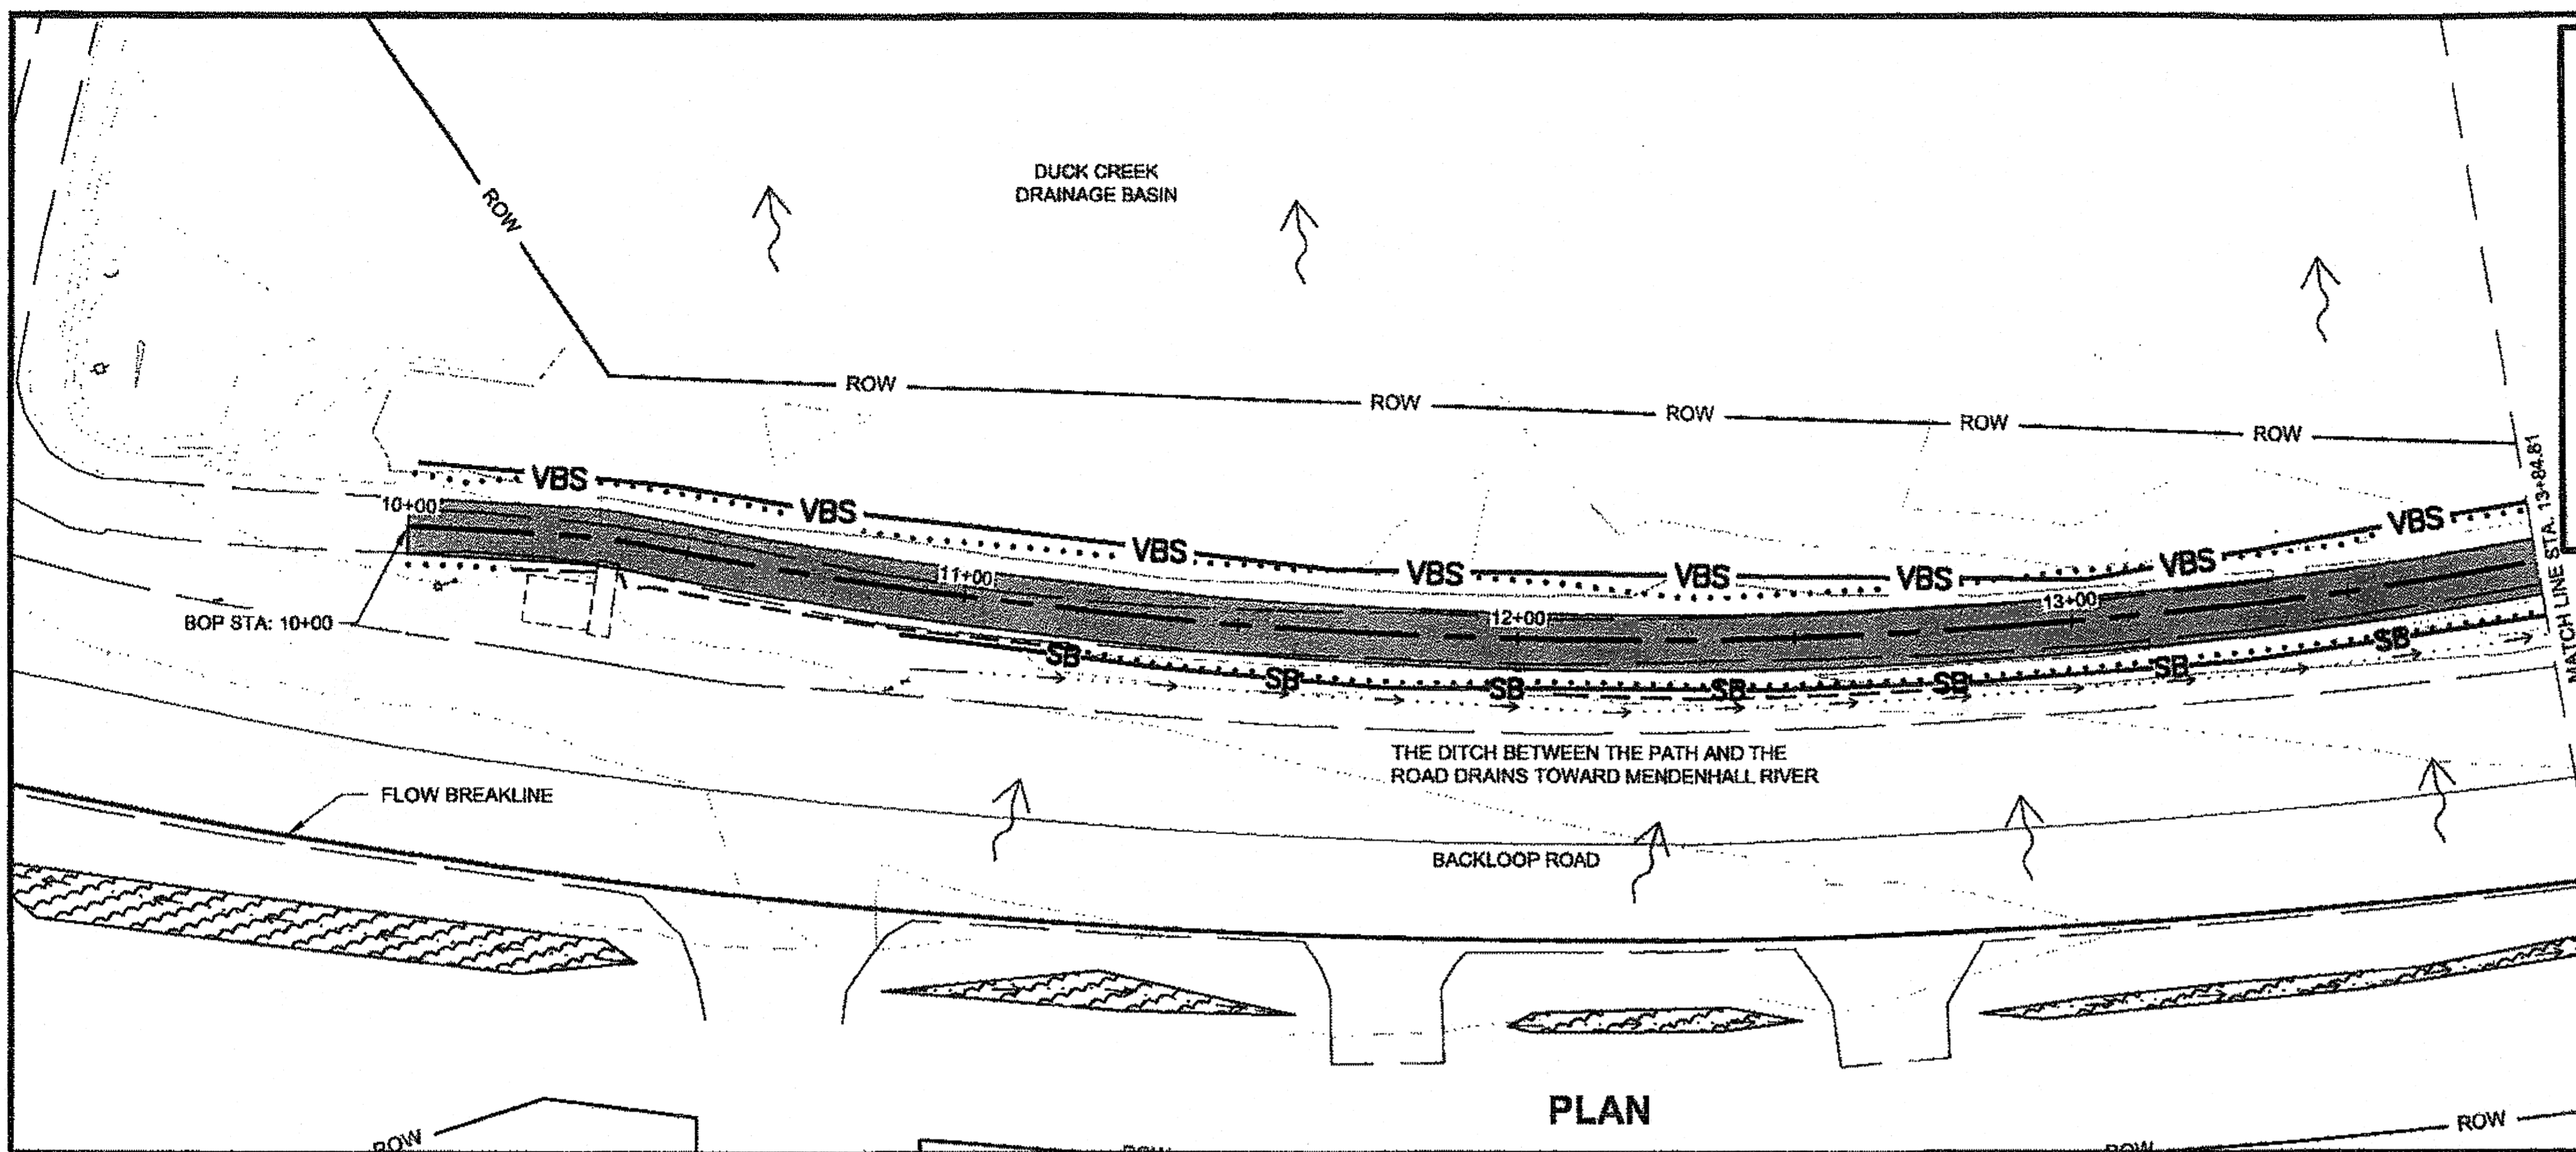 DUCK CREEK
DRAINAGE BASIN
ROW
ROW
ROW
ROW
ROW
ROW
VBS
VBS
VBS
VBS
VBS
VBS
VBS
VBS
10+00
11+00
12+00
13+00
MATCH LINE STA. 13+84.61
BOP STA: 10+00
SB
SB
SB
SB
SB
SB
SB
THE DITCH BETWEEN THE PATH AND THE
ROAD DRAINS TOWARD MENDENHALL RIVER
FLOW BREAKLINE
BACKLOOP ROAD
PLAN
ROW
ROW
ROW
ROW